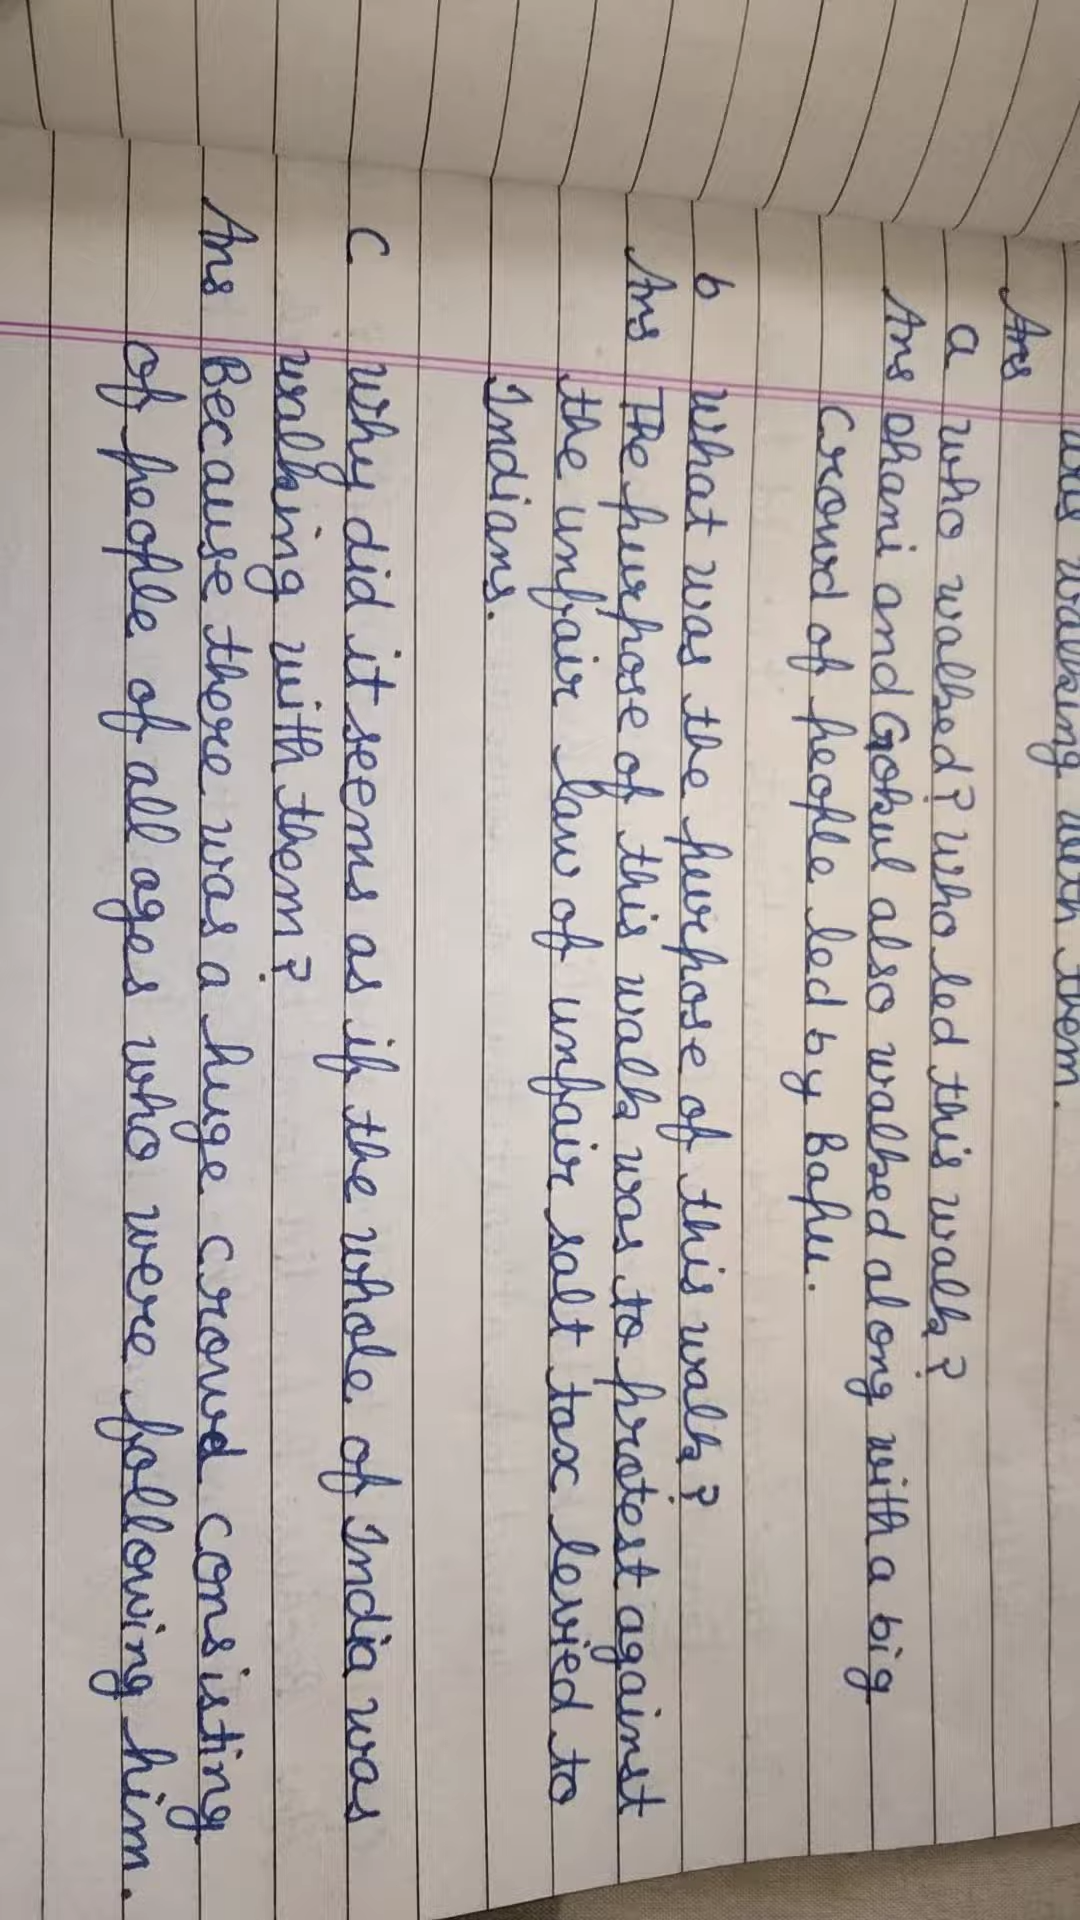 was walking with them.
Ans
a who walked? who led this walk?
Ans Dhani and Gokul also walked along with a big
crowd of people led by Bapu.
b what was the purpose of this walk?
Ans The purpose of this walk was to protest against
the unfair law of unfair salt tax levied to
Indians.
C why did it seems as if the whole of India was
walking with them?
Ans Because there was a huge crowd consisting
of people of all ages who were following him.